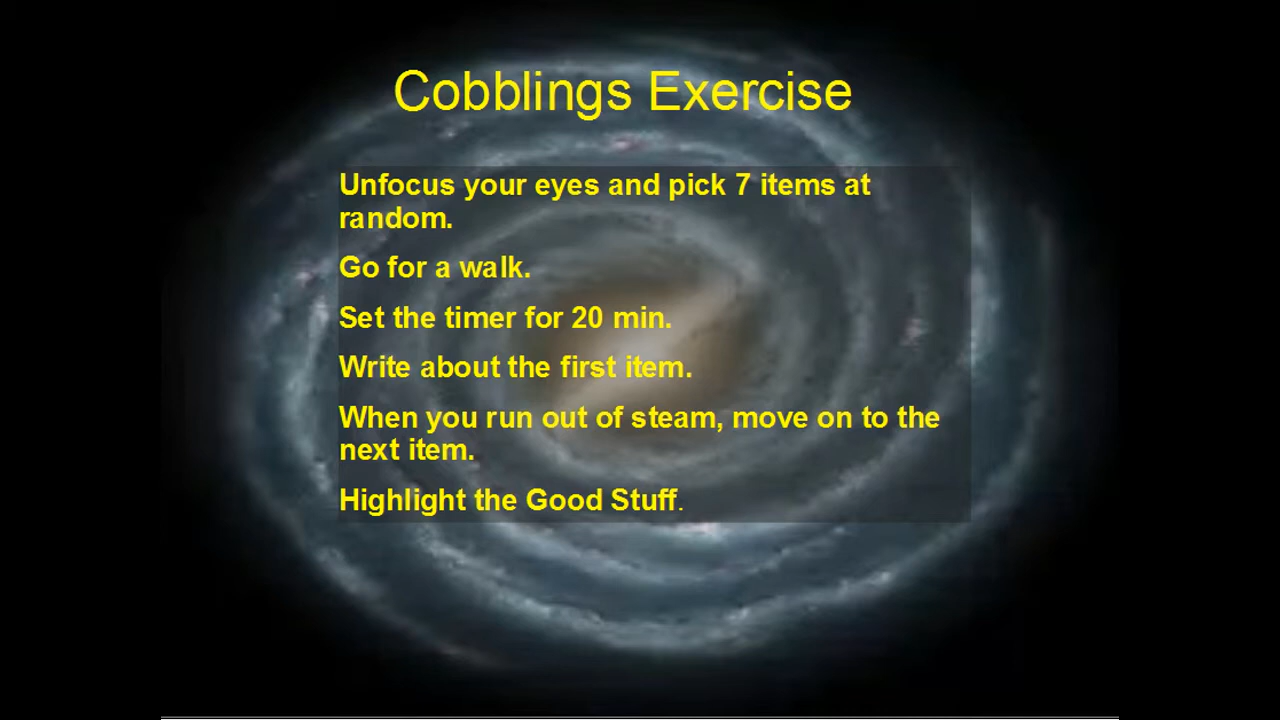 Cobblings Exercise
Unfocus your eyes and pick 7 items at
random.
Go for a walk.
Set the timer for 20 min.
Write about the first item.
When you run out of steam, move on to the
next item.
Highlight the Good Stuff.